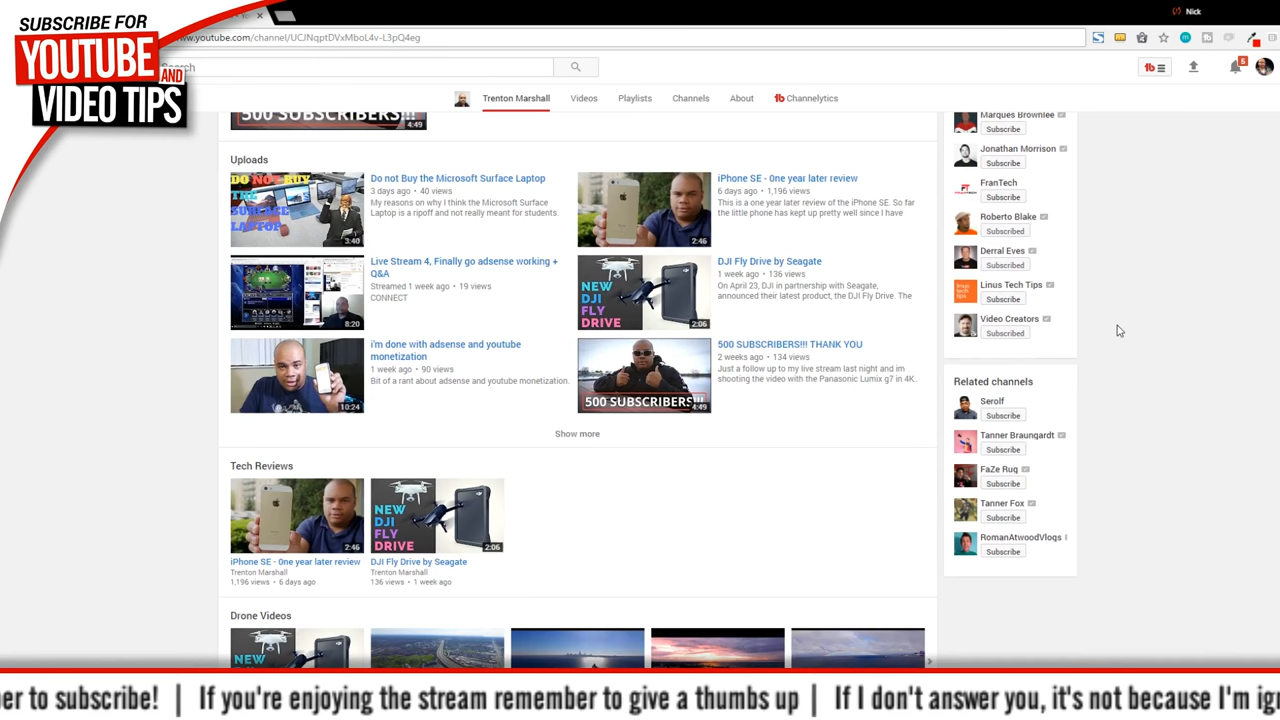 SUBSCRIBE FOR
YOUTUBE
AND
VIDEO TIPS
Nick
www.youtube.com/channel/UCJNqptDVxMboL4v-L3pQ4eg
Search
5
Trenton Marshall
Videos
Playlists
Channels
About
Channelytics
500 SUBSCRIBERS!!!
4:49
Uploads
DO NOT BUY
THE
SURFACE
LAPTOP
3:40
Do not Buy the Microsoft Surface Laptop
3 days ago • 40 views
My reasons on why I think the Microsoft Surface
Laptop is a ripoff and not really meant for students.
2:46
iPhone SE - One year later review
6 days ago • 1,196 views
This is a one year later review of the iPhone SE. So far
the little phone has kept up pretty well since I have
8:20
Live Stream 4, Finally go adsense working +
Q&A
Streamed 1 week ago • 19 views
CONNECT
NEW
DJI
FLY
DRIVE
2:06
DJI Fly Drive by Seagate
1 week ago • 136 views
On April 23, DJI in partnership with Seagate,
announced their latest product, the DJI Fly Drive. The
10:24
i'm done with adsense and youtube
monetization
1 week ago • 90 views
Bit of a rant about adsense and youtube monetization.
500 SUBSCRIBERS!!!
4:49
500 SUBSCRIBERS!!! THANK YOU
2 weeks ago • 134 views
Just a follow up to my live stream last night and im
shooting the video with the Panasonic Lumix g7 in 4K..
Show more
Tech Reviews
2:46
iPhone SE - One year later review
Trenton Marshall
1,196 views • 6 days ago
NEW
DJI
FLY
DRIVE
2:06
DJI Fly Drive by Seagate
Trenton Marshall
136 views • 1 week ago
Drone Videos
NEW
Marques Brownlee
Subscribe
Jonathan Morrison
Subscribe
FranTech
Subscribe
Roberto Blake
Subscribed
Derral Eves
Subscribed
Linus Tech Tips
Subscribe
Video Creators
Subscribed
Related channels
Serolf
Subscribe
Tanner Braungardt
Subscribe
FaZe Rug
Subscribe
Tanner Fox
Subscribe
RomanAtwoodVlogs
Subscribe
er to subscribe! | If you're enjoying the stream remember to give a thumbs up | If I don't answer you, it's not because I'm ig